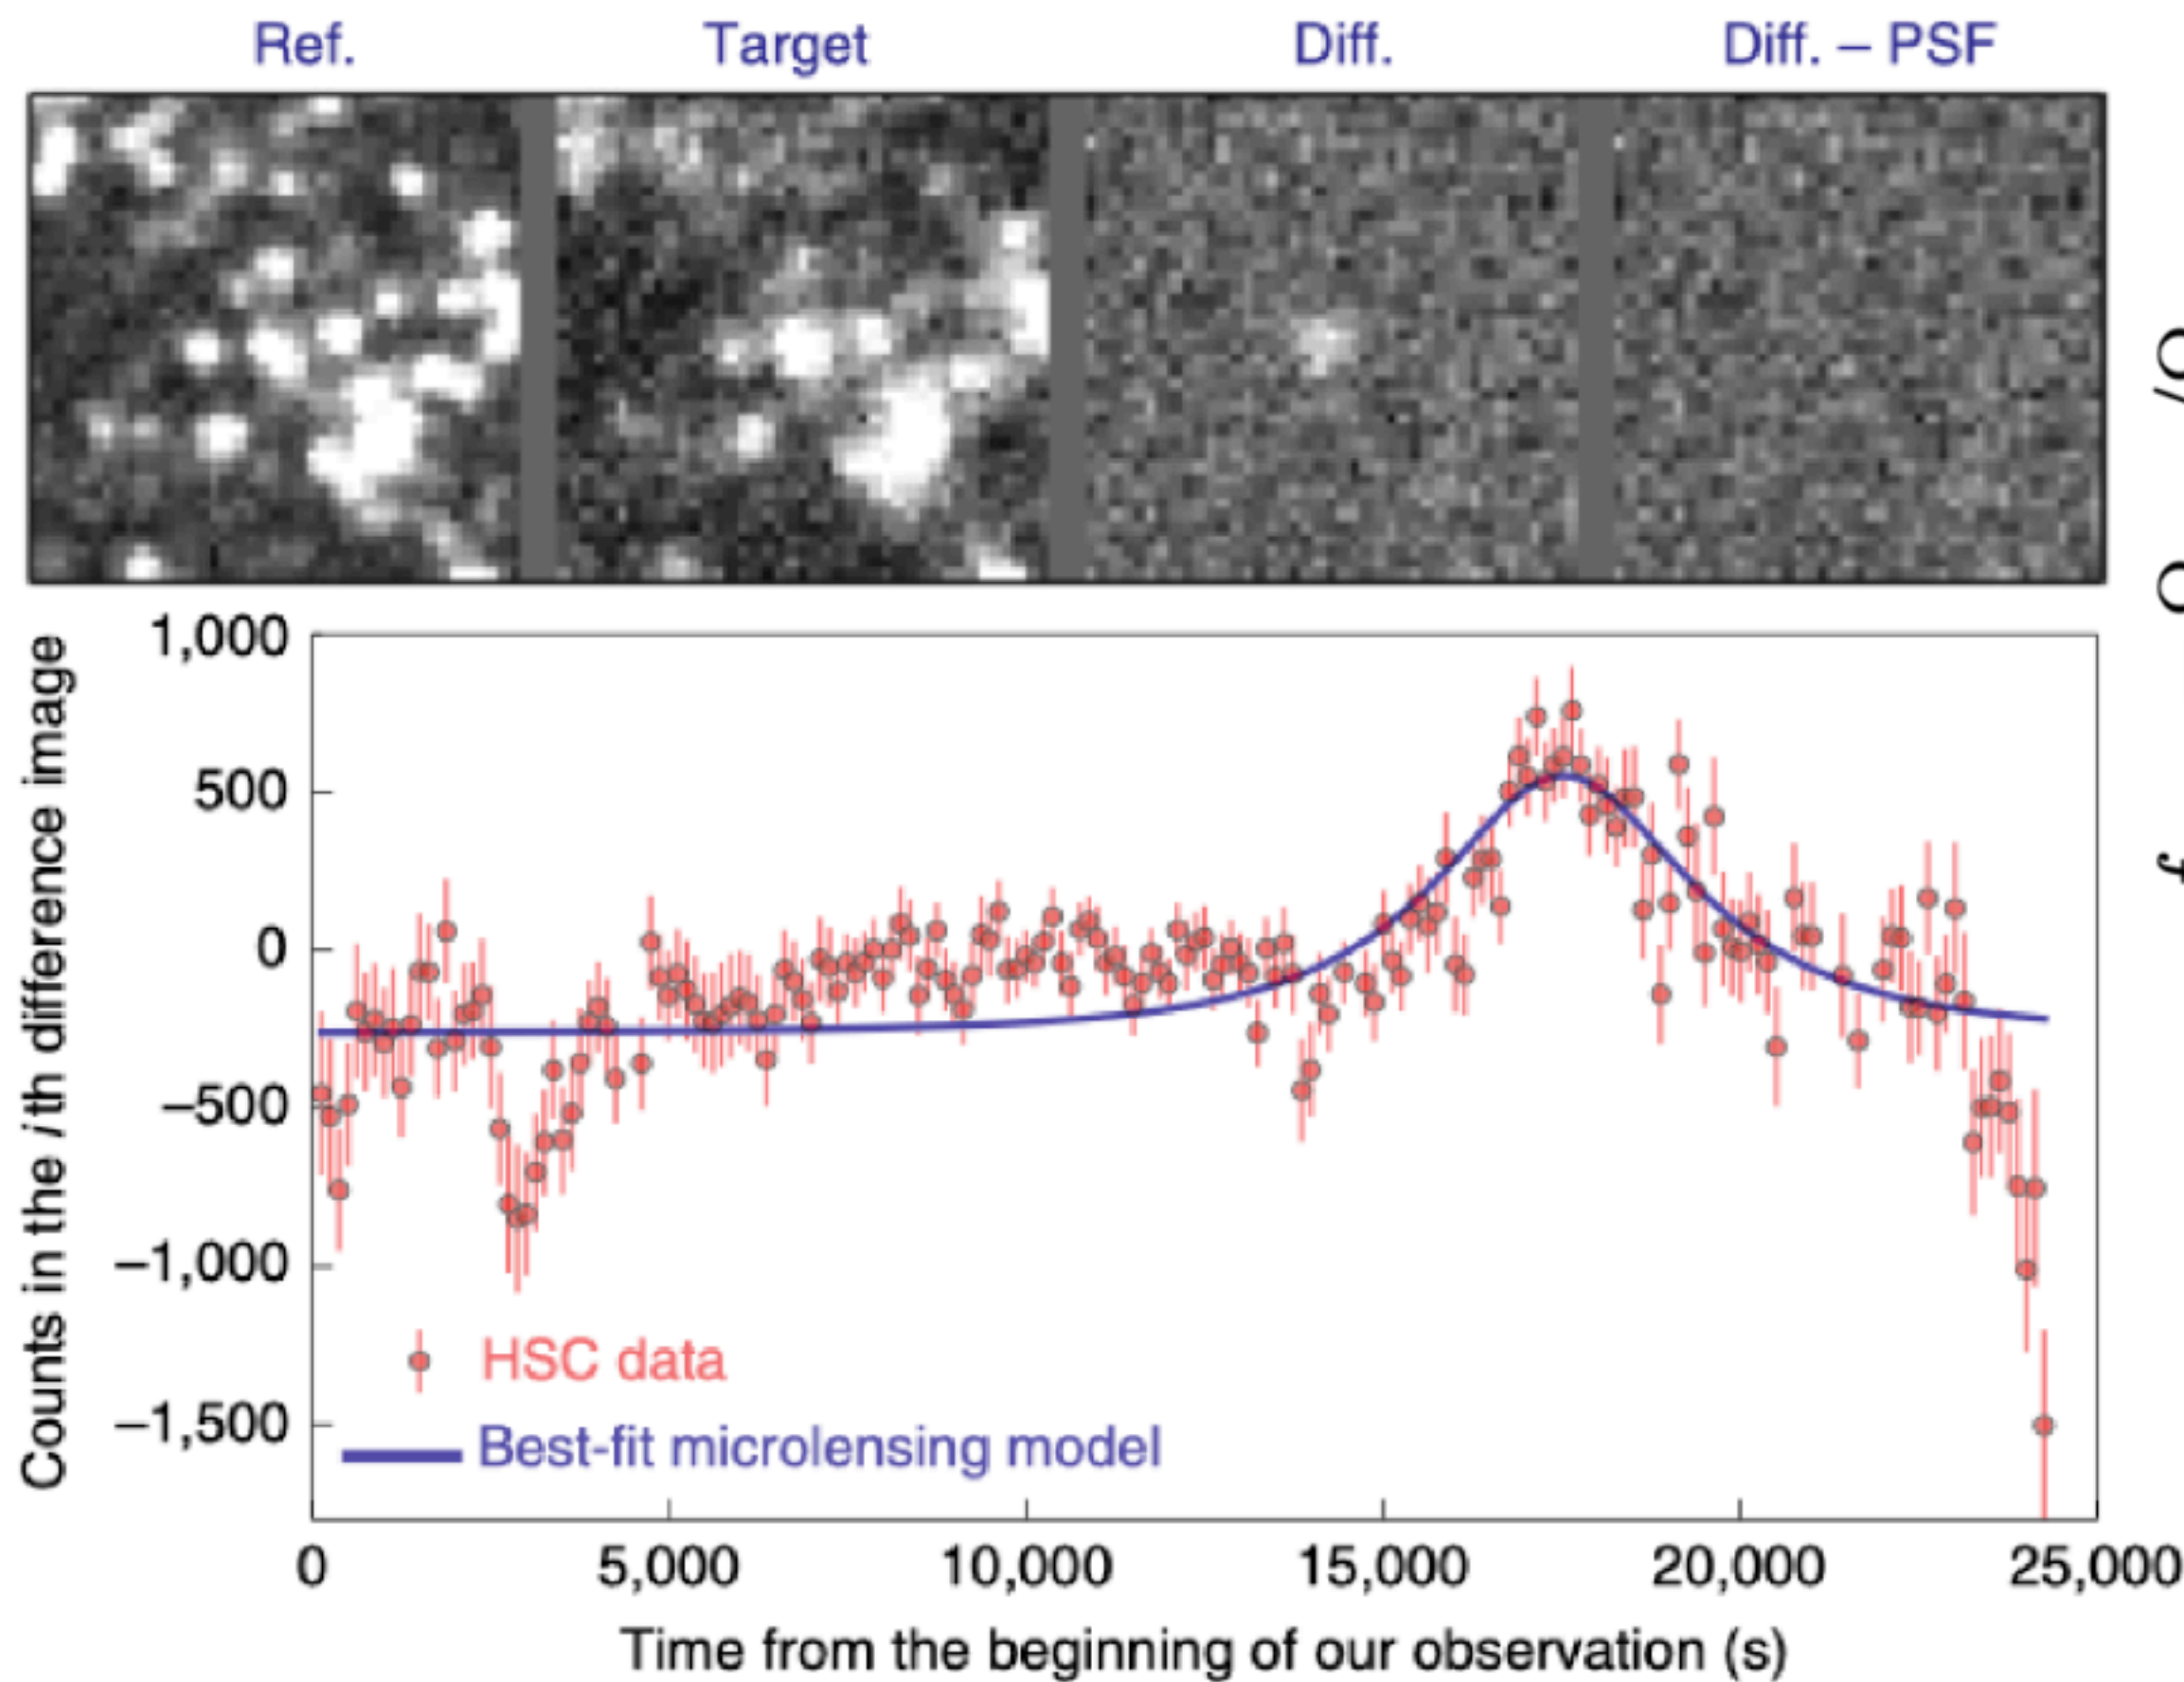 Ref. Target Diff. Diff. – PSF
Counts in the ith difference image
1,000
500
0
–500
–1,000
–1,500
HSC data
Best-fit microlensing model
0 5,000 10,000 15,000 20,000 25,000
Time from the beginning of our observation (s)